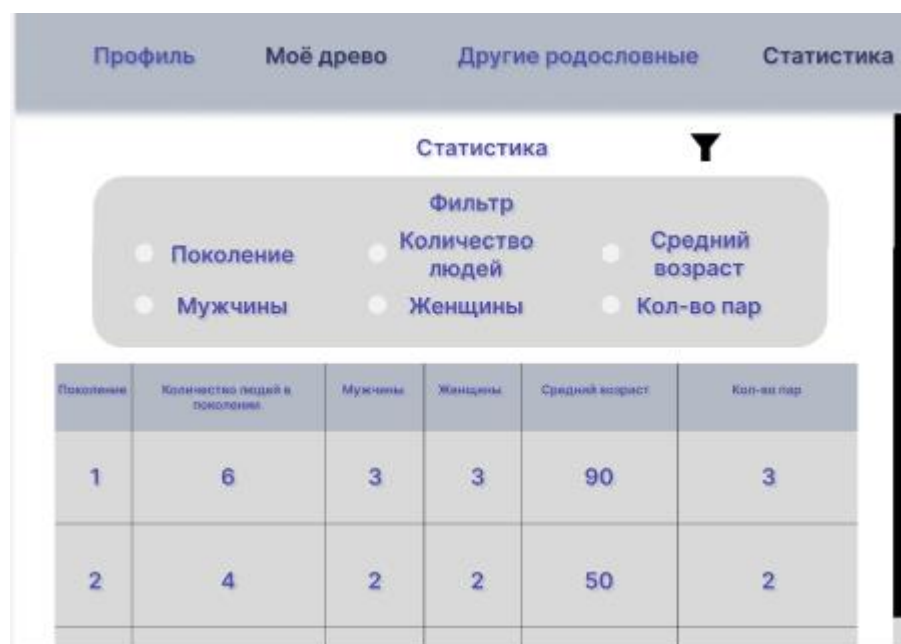 Профиль Моё древо Другие родословные Статистика
Статистика
Фильтр
Поколение Количество людей Средний возраст
Мужчины Женщины Кол-во пар
Поколение Количество людей в поколении Мужчины Женщины Средний возраст Кол-во пар
1 6 3 3 90 3
2 4 2 2 50 2